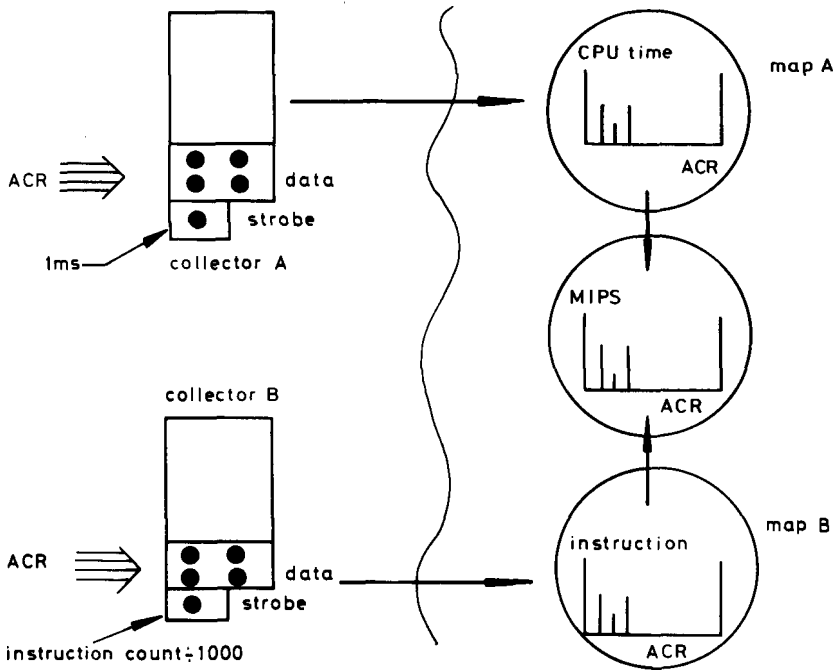 CPU time
map A
ACR
ACR
data
strobe
1ms
collector A
MIPS
ACR
collector B
map B
instruction
ACR
data
strobe
ACR
instruction count÷1000